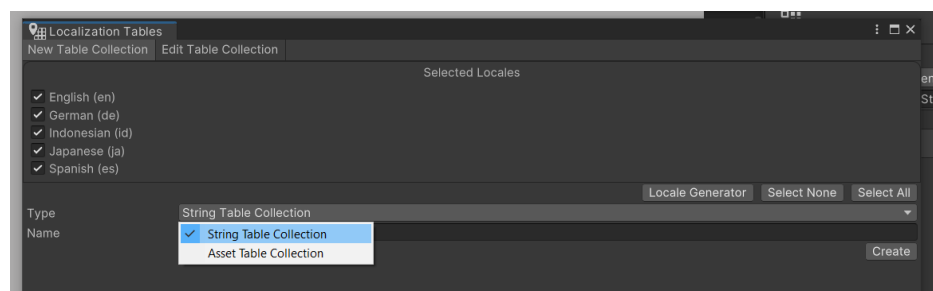 Localization Tables
New Table Collection Edit Table Collection
Selected Locales
English (en)
German (de)
Indonesian (id)
Japanese (ja)
Spanish (es)
Locale Generator Select None Select All
Type String Table Collection
Name
String Table Collection
Asset Table Collection
Create
en
St